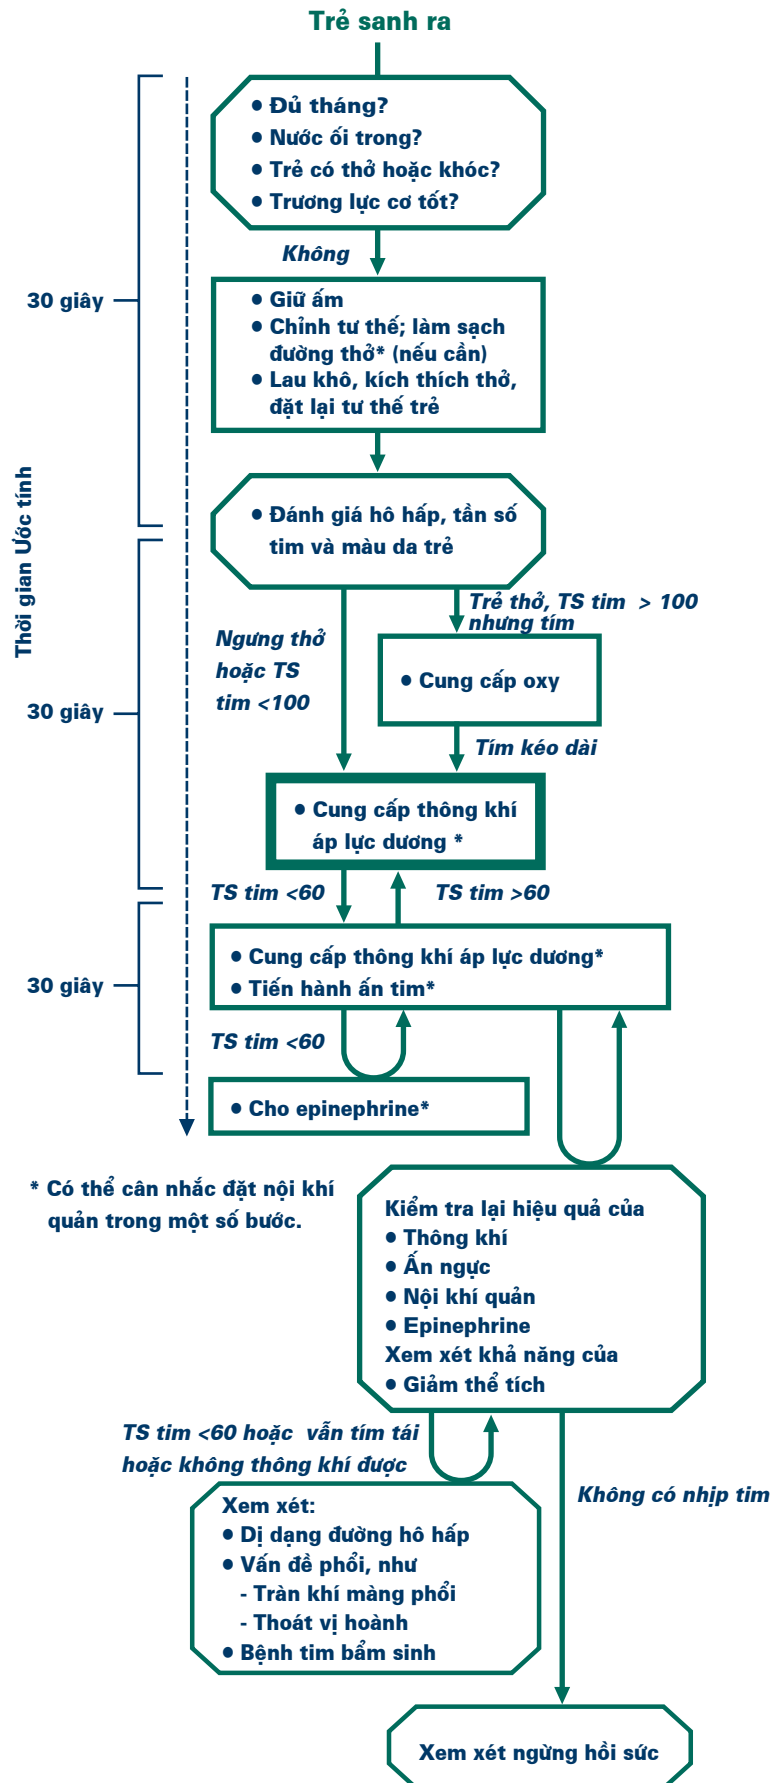 Trẻ sanh ra
● Đủ tháng?
● Nước ối trong?
● Trẻ có thở hoặc khóc?
● Trương lực cơ tốt?
Không
30 giây
● Giữ ấm
● Chỉnh tư thế; làm sạch
đường thở* (nếu cần)
● Lau khô, kích thích thở,
đặt lại tư thế trẻ
Thời gian Ước tính
● Đánh giá hô hấp, tần số
tim và màu da trẻ
Trẻ thở, TS tim > 100
nhưng tím
Ngưng thở
hoặc TS
tim <100
● Cung cấp oxy
30 giây
Tím kéo dài
● Cung cấp thông khí
áp lực dương *
TS tim <60
TS tim >60
● Cung cấp thông khí áp lực dương*
● Tiến hành ấn tim*
30 giây
TS tim <60
● Cho epinephrine*
* Có thể cân nhắc đặt nội khí
quản trong một số bước.
Kiểm tra lại hiệu quả của
● Thông khí
● Ấn ngực
● Nội khí quản
● Epinephrine
Xem xét khả năng của
● Giảm thể tích
TS tim <60 hoặc vẫn tím tái
hoặc không thông khí được
Không có nhịp tim
Xem xét:
● Dị dạng đường hô hấp
● Vấn đề phổi, như
- Tràn khí màng phổi
- Thoát vị hoành
● Bệnh tim bẩm sinh
Xem xét ngừng hồi sức